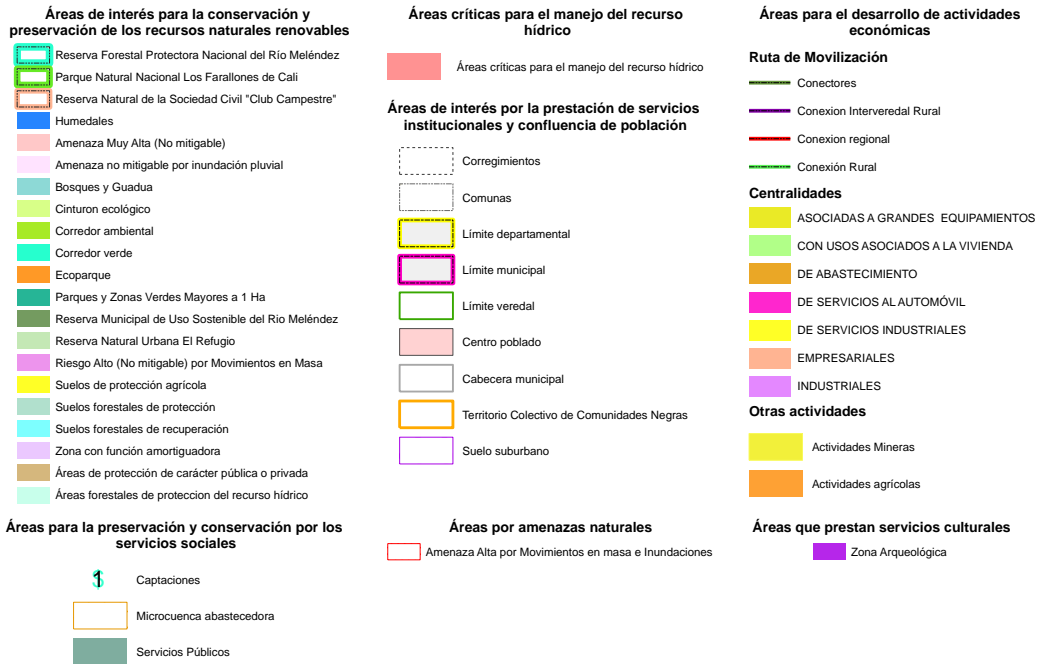 Áreas de interés para la conservación y
preservación de los recursos naturales renovables
Reserva Forestal Protectora Nacional del Río Meléndez
Parque Natural Nacional Los Farallones de Cali
Reserva Natural de la Sociedad Civil "Club Campestre"
Humedales
Amenaza Muy Alta (No mitigable)
Amenaza no mitigable por inundación pluvial
Bosques y Guadua
Cinturon ecológico
Corredor ambiental
Corredor verde
Ecoparque
Parques y Zonas Verdes Mayores a 1 Ha
Reserva Municipal de Uso Sostenible del Rio Meléndez
Reserva Natural Urbana El Refugio
Riesgo Alto (No mitigable) por Movimientos en Masa
Suelos de protección agrícola
Suelos forestales de protección
Suelos forestales de recuperación
Zona con función amortiguadora
Áreas de protección de carácter pública o privada
Áreas forestales de proteccion del recurso hídrico
Áreas para la preservación y conservación por los
servicios sociales
1
Captaciones
Microcuenca abastecedora
Servicios Públicos
Áreas críticas para el manejo del recurso
hídrico
Áreas críticas para el manejo del recurso hídrico
Áreas de interés por la prestación de servicios
institucionales y confluencia de población
Corregimientos
Comunas
Límite departamental
Límite municipal
Límite veredal
Centro poblado
Cabecera municipal
Territorio Colectivo de Comunidades Negras
Suelo suburbano
Áreas por amenazas naturales
Amenaza Alta por Movimientos en masa e Inundaciones
Áreas para el desarrollo de actividades
económicas
Ruta de Movilización
Conectores
Conexion Interveredal Rural
Conexion regional
Conexión Rural
Centralidades
ASOCIADAS A GRANDES EQUIPAMIENTOS
CON USOS ASOCIADOS A LA VIVIENDA
DE ABASTECIMIENTO
DE SERVICIOS AL AUTOMÓVIL
DE SERVICIOS INDUSTRIALES
EMPRESARIALES
INDUSTRIALES
Otras actividades
Actividades Mineras
Actividades agrícolas
Áreas que prestan servicios culturales
Zona Arqueológica